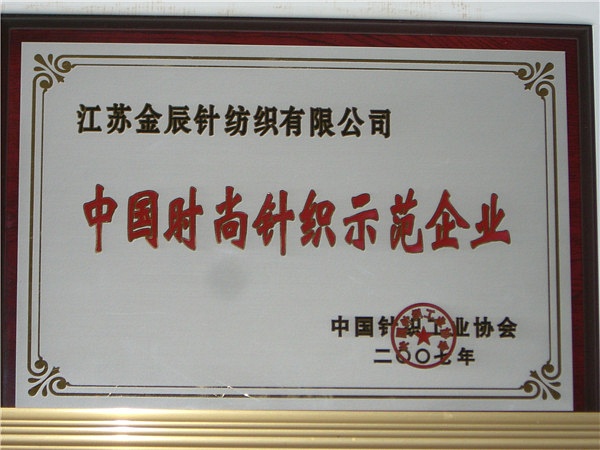 江苏金辰针纺织有限公司
中国时尚针织示范企业
中国针织工业协会
二〇〇七年